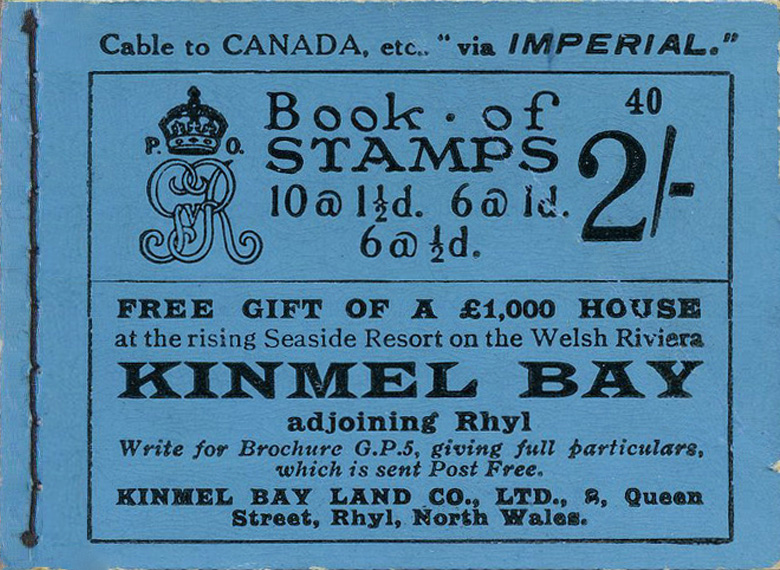 Cable to CANADA, etc.. "via IMPERIAL."
P. O.
GR
Book · of
STAMPS
40
2/-
10 @ 1½d. 6 @ 1d.
6 @ ½d.
FREE GIFT OF A £1,000 HOUSE
at the rising Seaside Resort on the Welsh Riviera
KINMEL BAY
adjoining Rhyl
Write for Brochure G.P.5, giving full particulars,
which is sent Post Free.
KINMEL BAY LAND CO., LTD., 2, Queen
Street, Rhyl, North Wales.